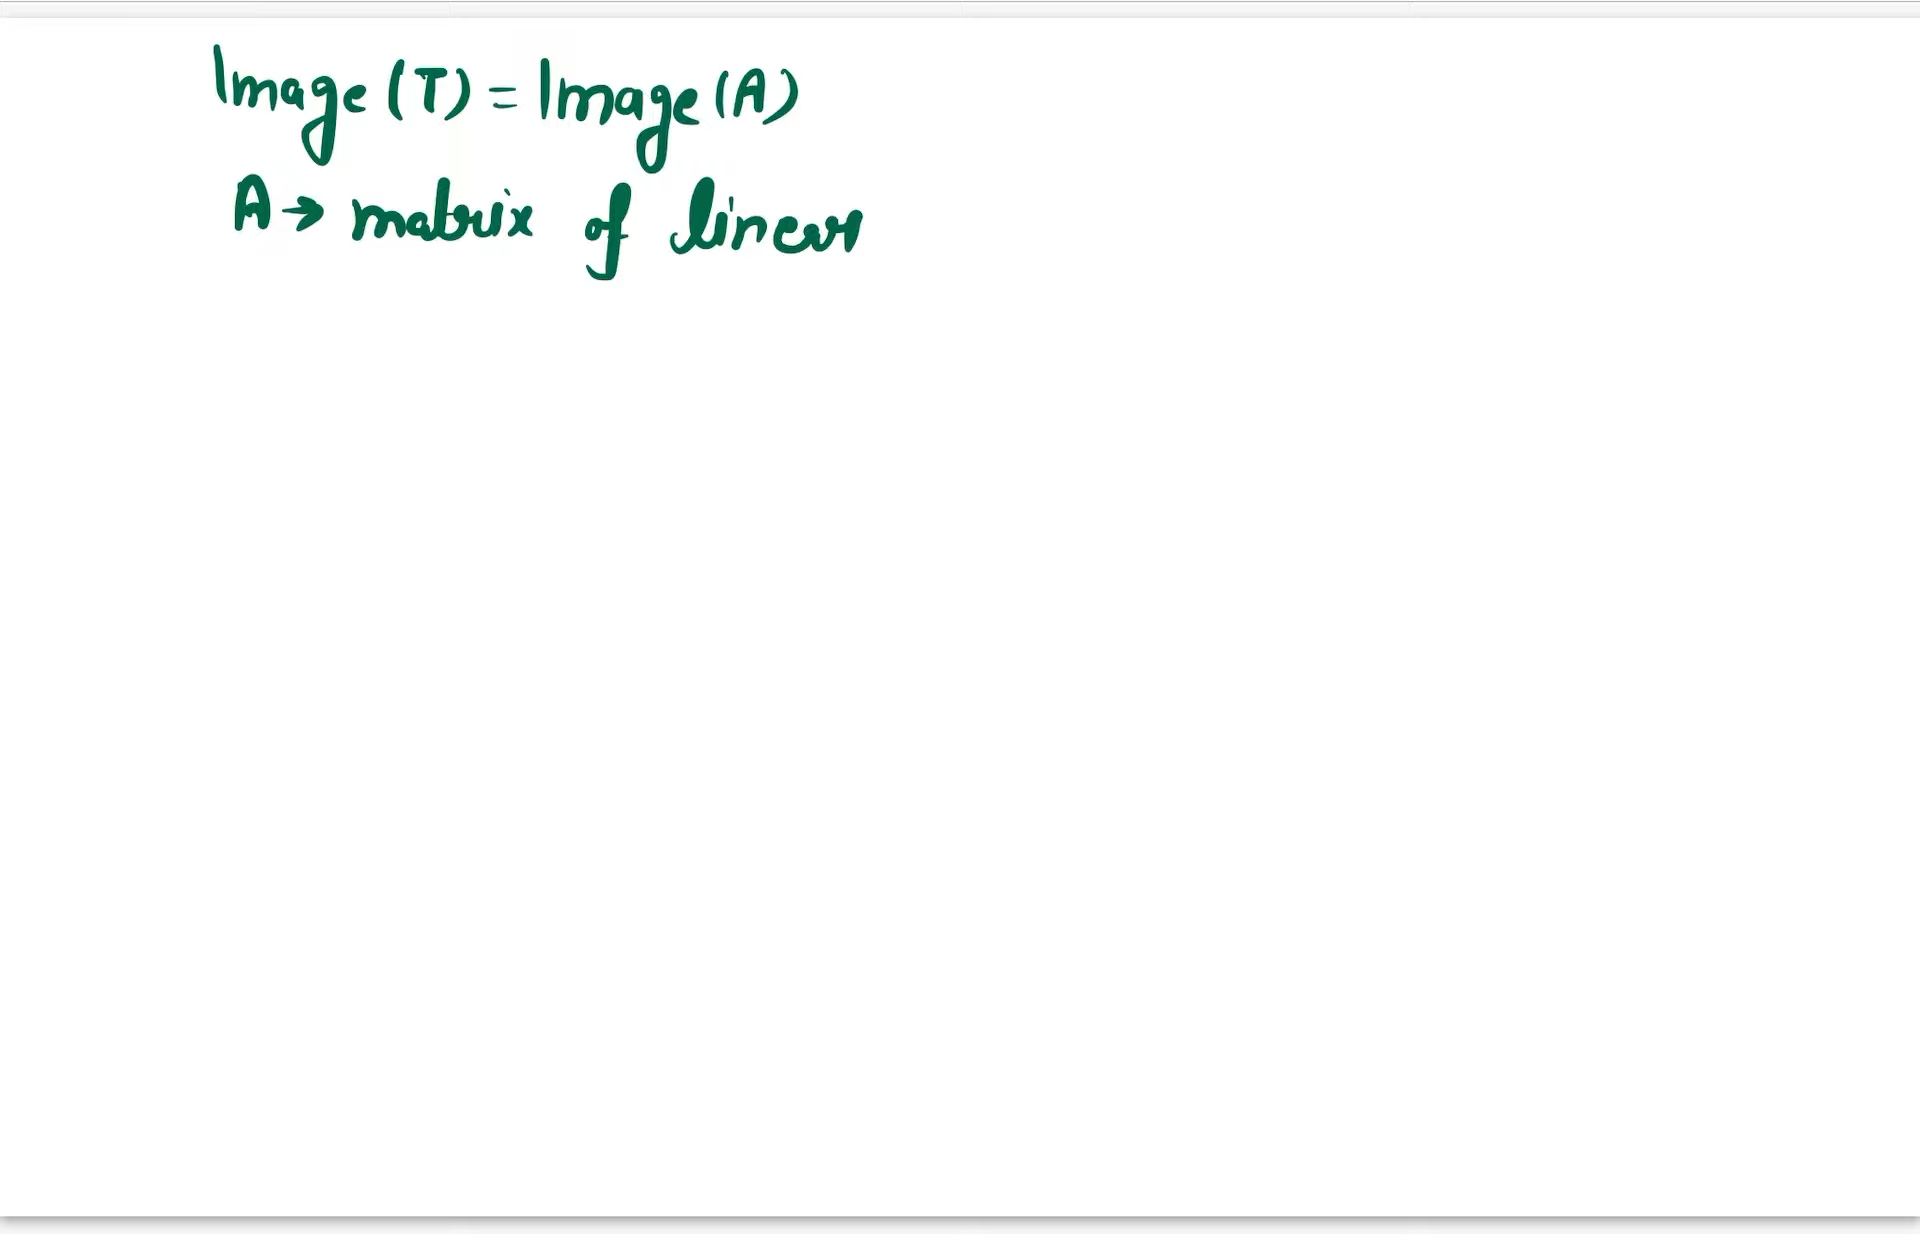 Image (T) = Image (A)
A → matrix of linear